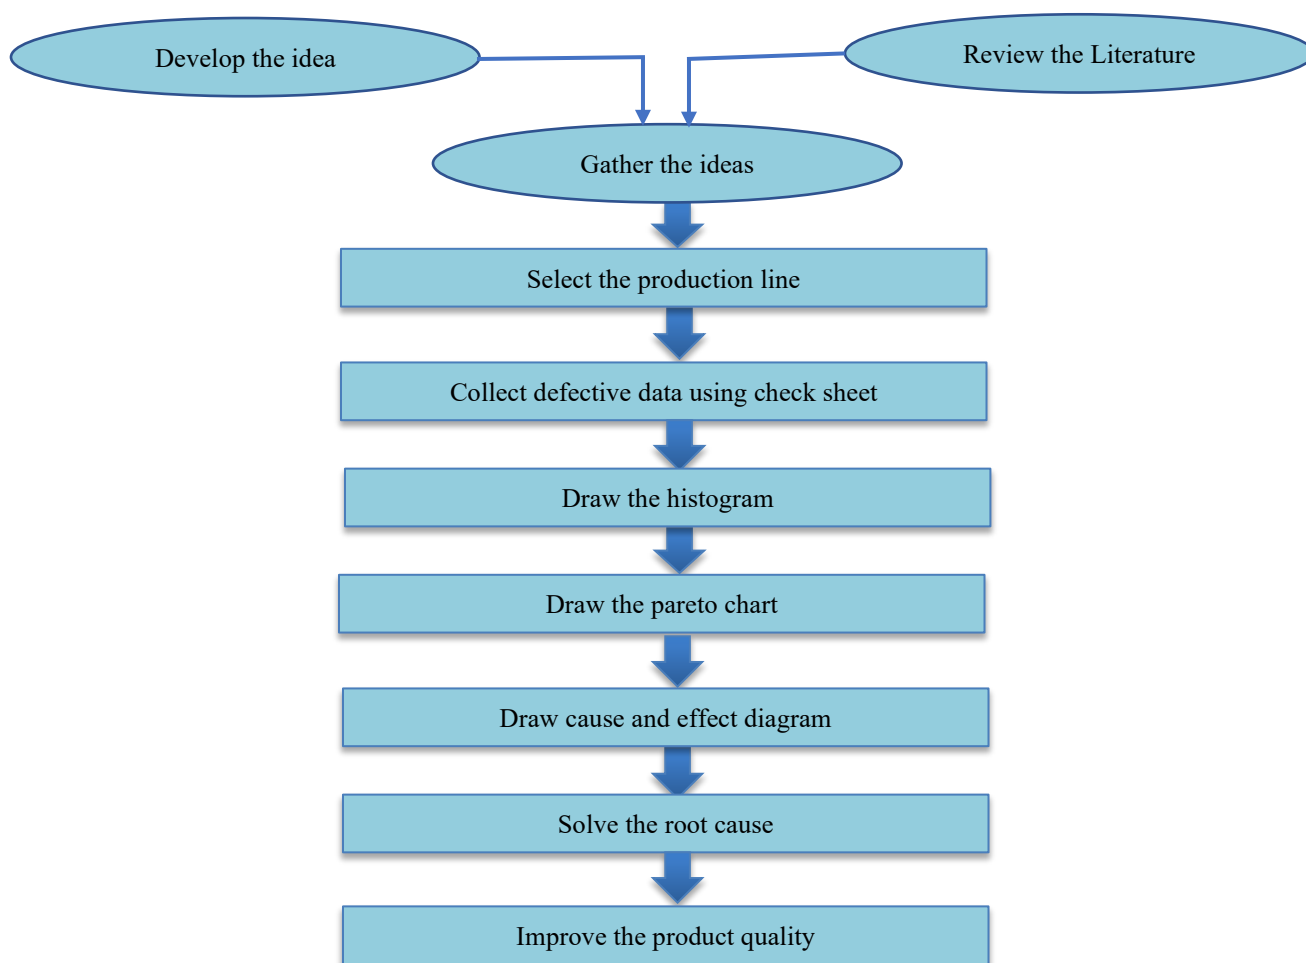 Develop the idea
Review the Literature
Gather the ideas
Select the production line
Collect defective data using check sheet
Draw the histogram
Draw the pareto chart
Draw cause and effect diagram
Solve the root cause
Improve the product quality